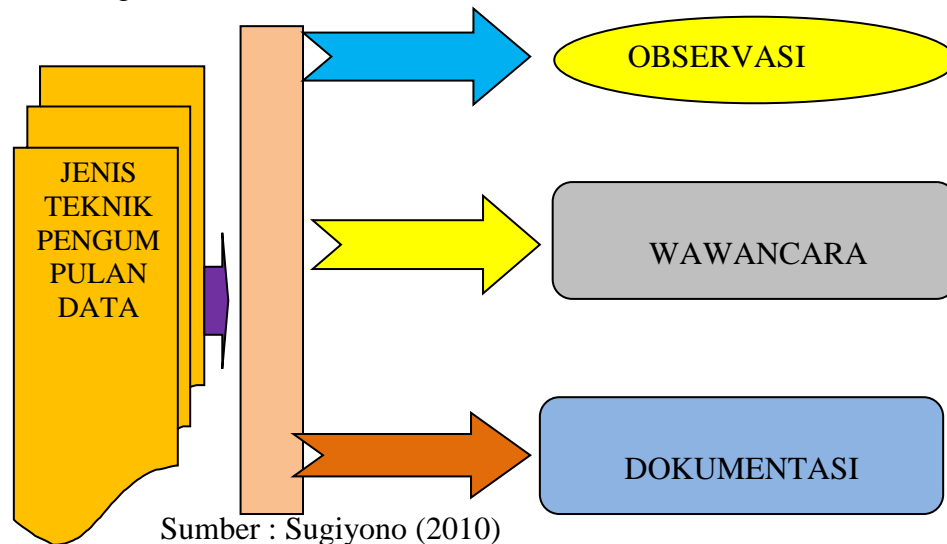 OBSERVASI
JENIS
TEKNIK
PENGUM
PULAN
DATA
WAWANCARA
DOKUMENTASI
Sumber : Sugiyono (2010)